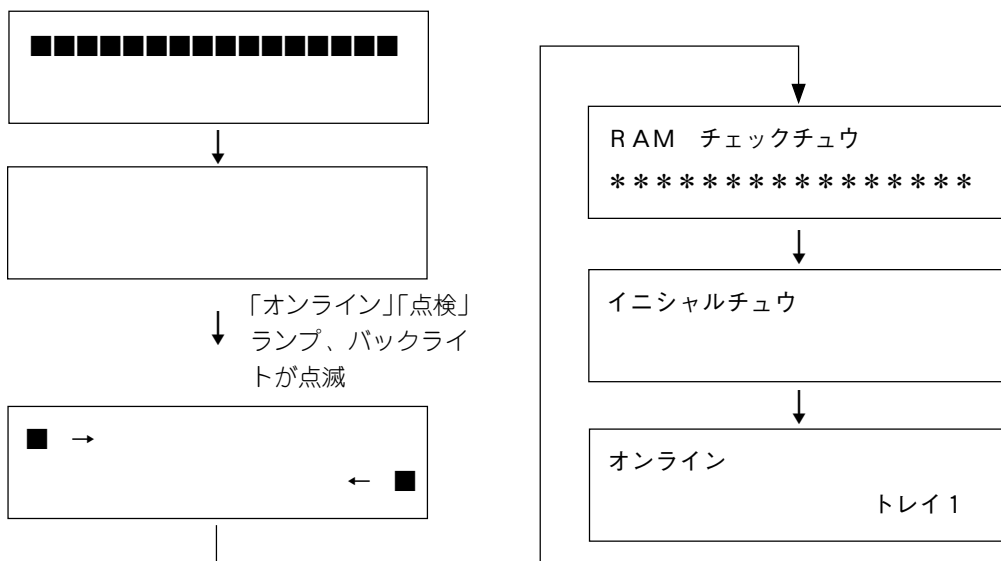 ■■■■■■■■■■■■■■■■
「オンライン」「点検」
ランプ、バックライ
トが点滅
■ →
← ■
RAM チェックチュウ
****************
イニシャルチュウ
オンライン
トレイ1